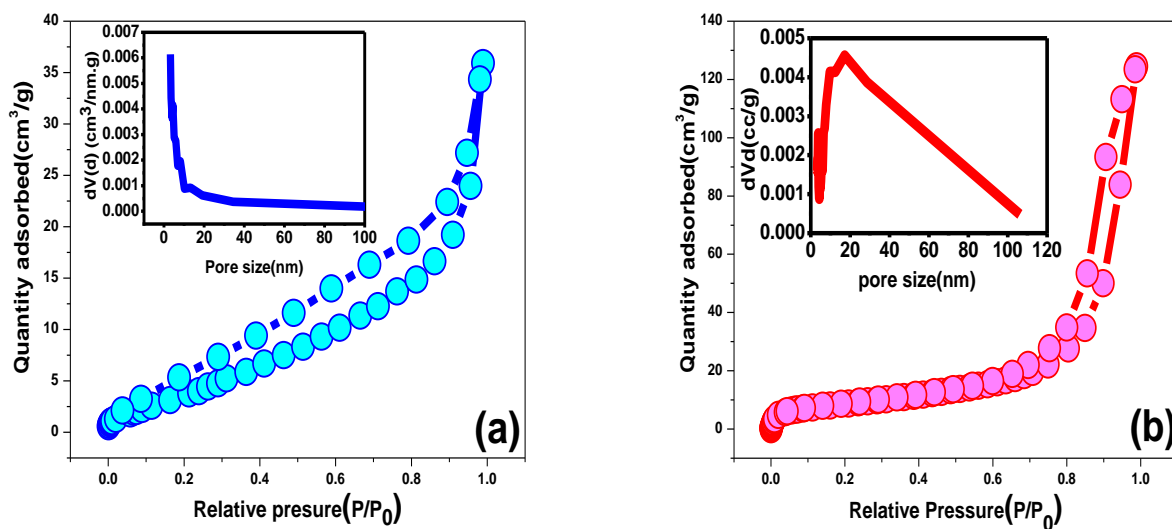 40
35
30
25
20
15
10
5
0
Quantity adsorbed(cm³/g)
0.0 0.2 0.4 0.6 0.8 1.0
Relative presure(P/P₀)
(a)
0.007
0.006
0.005
0.004
0.003
0.002
0.001
0.000
dV(d) (cm³/nm.g)
0 20 40 60 80 100
Pore size(nm)
140
120
100
80
60
40
20
0
-10
Quantity adsorbed(cm³/g)
0.0 0.2 0.4 0.6 0.8 1.0
Relative Pressure(P/P₀)
(b)
0.005
0.004
0.003
0.002
0.001
0.000
dVd(cc/g)
0 20 40 60 80 100 120
pore size(nm)